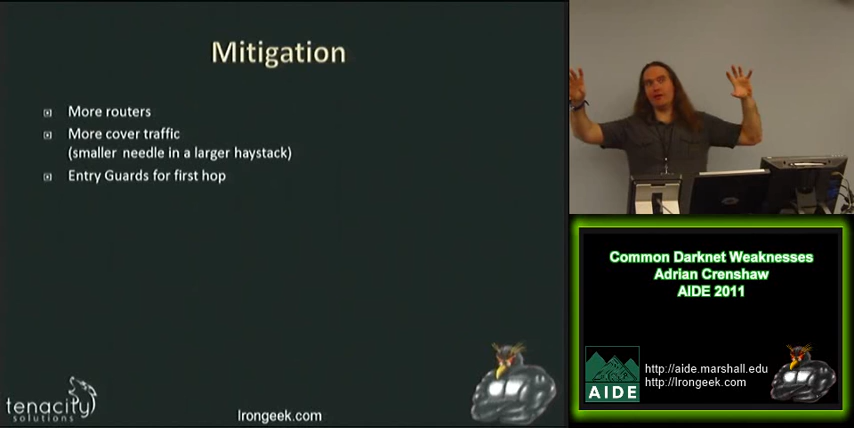 Mitigation
More routers
More cover traffic
(smaller needle in a larger haystack)
Entry Guards for first hop
tenacity
solutions
Irongeek.com
Common Darknet Weaknesses
Adrian Crenshaw
AIDE 2011
AIDE
http://aide.marshall.edu
http://Irongeek.com